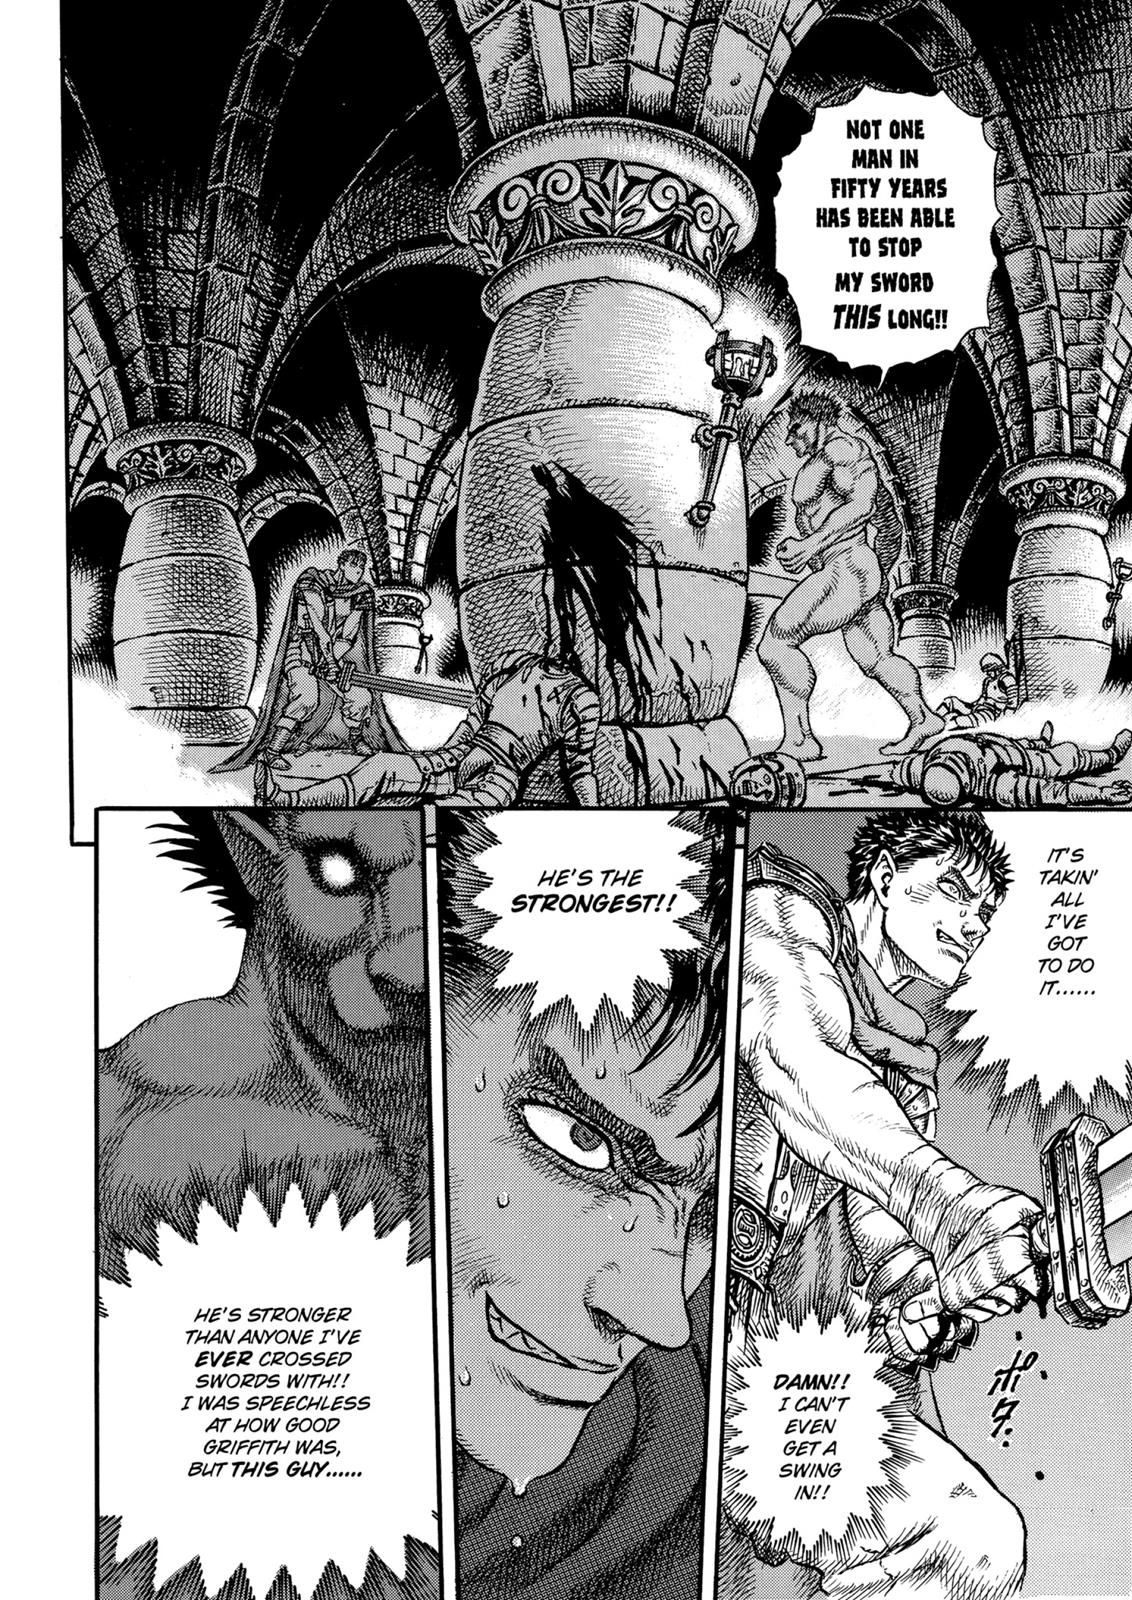 NOT ONE
MAN IN
FIFTY YEARS
HAS BEEN ABLE
TO STOP
MY SWORD
THIS LONG!!
IT'S
TAKIN'
ALL
I'VE
GOT
TO DO
IT......
DAMN!!
I CAN'T
EVEN
GET A
SWING
IN!!
ポタ
HE'S THE
STRONGEST!!
HE'S STRONGER
THAN ANYONE I'VE
EVER CROSSED
SWORDS WITH!!
I WAS SPEECHLESS
AT HOW GOOD
GRIFFITH WAS,
BUT THIS GUY......